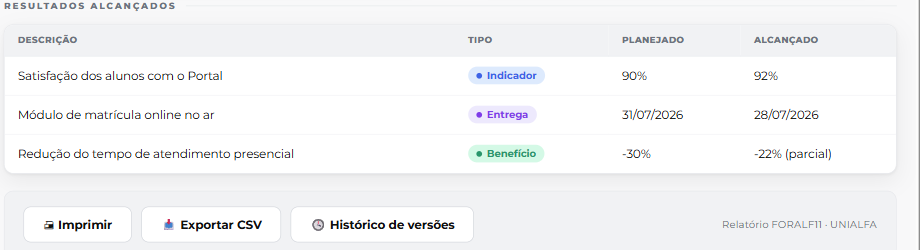 RESULTADOS ALCANÇADOS
DESCRIÇÃO TIPO PLANEJADO ALCANÇADO
Satisfação dos alunos com o Portal Indicador 90% 92%
Módulo de matrícula online no ar Entrega 31/07/2026 28/07/2026
Redução do tempo de atendimento presencial Benefício -30% -22% (parcial)
Imprimir Exportar CSV Histórico de versões Relatório FORALF11 · UNIALFA